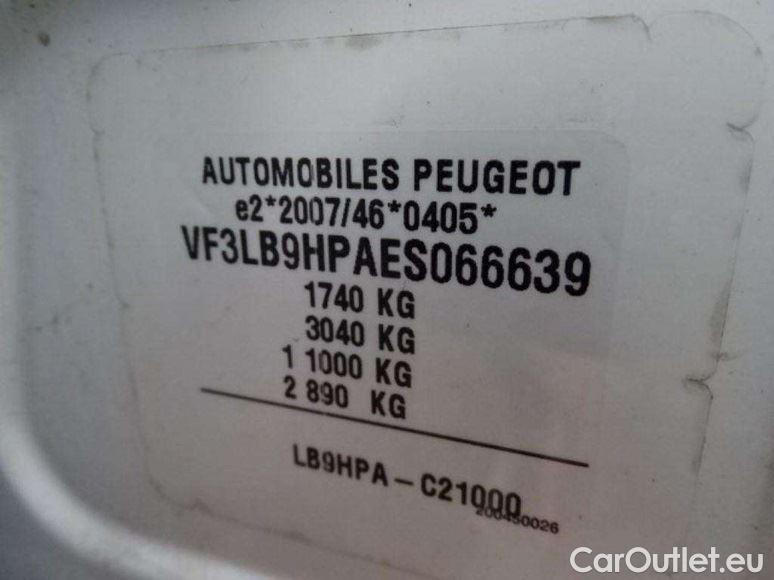 AUTOMOBILES PEUGEOT
e2*2007/46*0405*
VF3LB9HPAES066639
1740 KG
3040 KG
1 1000 KG
2 890 KG
LB9HPA - C21000
200450026
CarOutlet.eu